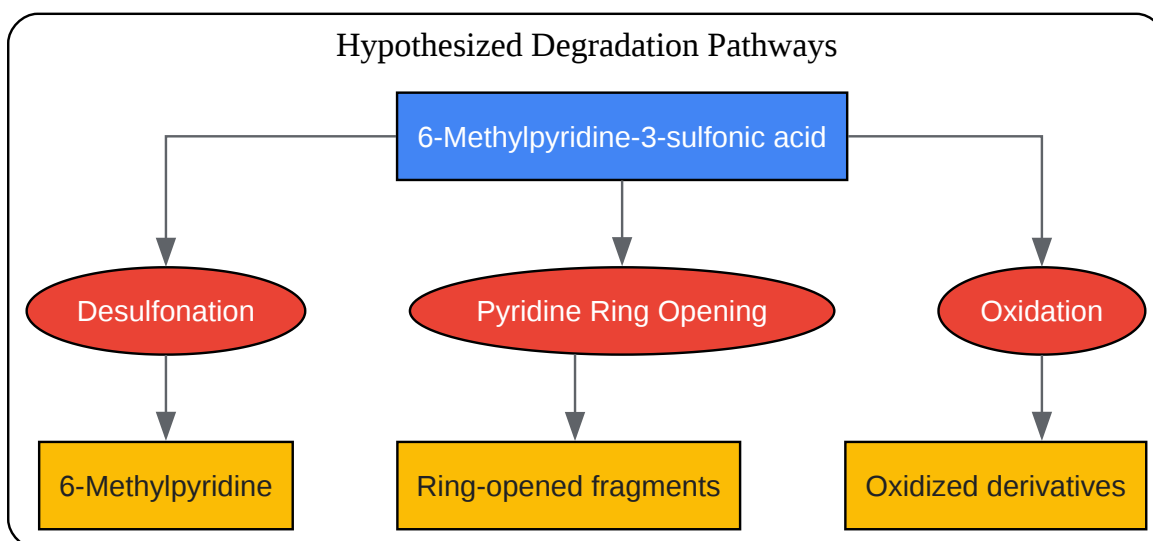 Hypothesized Degradation Pathways
6-Methylpyridine-3-sulfonic acid
Desulfonation
Pyridine Ring Opening
Oxidation
6-Methylpyridine
Ring-opened fragments
Oxidized derivatives